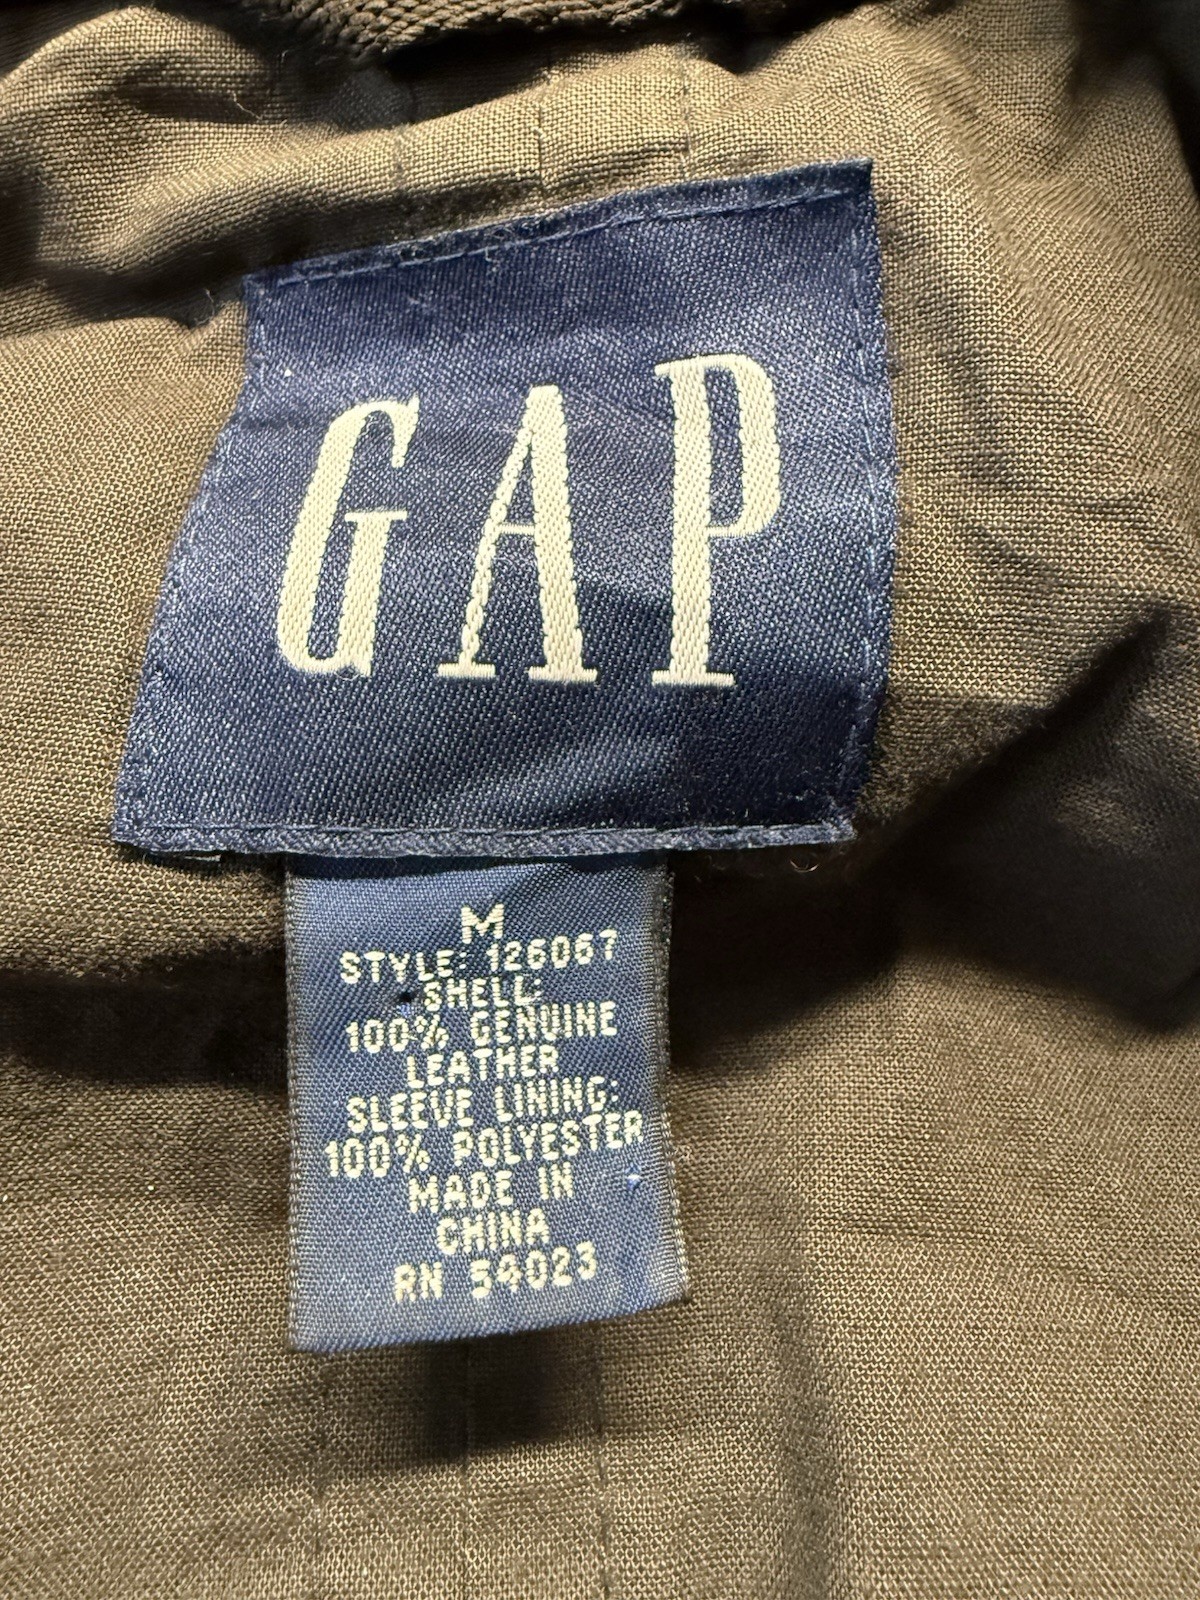 GAP
M
STYLE: 126067
SHELL:
100% GENUINE
LEATHER
SLEEVE LINING:
100% POLYESTER
MADE IN
CHINA
RN 54023